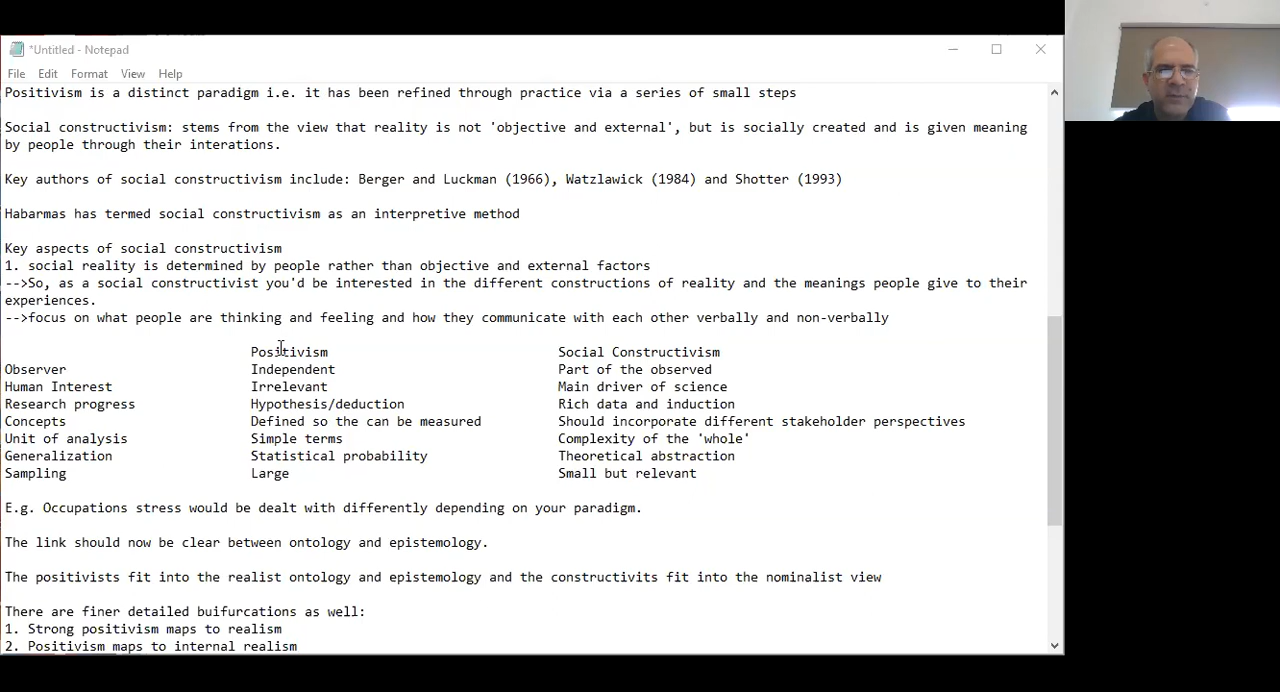 *Untitled - Notepad
File Edit Format View Help
Positivism is a distinct paradigm i.e. it has been refined through practice via a series of small steps
Social constructivism: stems from the view that reality is not 'objective and external', but is socially created and is given meaning
by people through their interations.
Key authors of social constructivism include: Berger and Luckman (1966), Watzlawick (1984) and Shotter (1993)
Habarmas has termed social constructivism as an interpretive method
Key aspects of social constructivism
1. social reality is determined by people rather than objective and external factors
-->So, as a social constructivist you'd be interested in the different constructions of reality and the meanings people give to their
experiences.
-->focus on what people are thinking and feeling and how they communicate with each other verbally and non-verbally
Positivism Social Constructivism
Observer Independent Part of the observed
Human Interest Irrelevant Main driver of science
Research progress Hypothesis/deduction Rich data and induction
Concepts Defined so the can be measured Should incorporate different stakeholder perspectives
Unit of analysis Simple terms Complexity of the 'whole'
Generalization Statistical probability Theoretical abstraction
Sampling Large Small but relevant
E.g. Occupations stress would be dealt with differently depending on your paradigm.
The link should now be clear between ontology and epistemology.
The positivists fit into the realist ontology and epistemology and the constructivits fit into the nominalist view
There are finer detailed buifurcations as well:
1. Strong positivism maps to realism
2. Positivism maps to internal realism